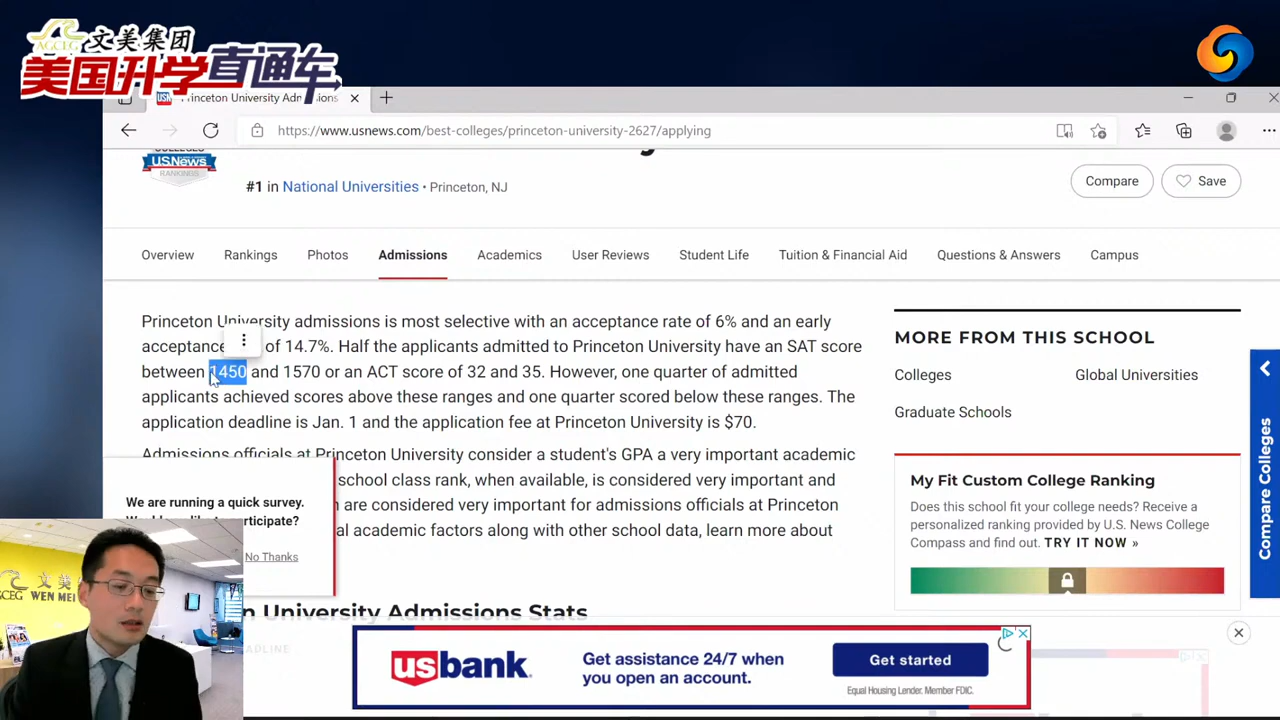 AGCEG 文美集团
美国升学直通车
Princeton University Admissions
https://www.usnews.com/best-colleges/princeton-university-2627/applying
COLLEGES
U.S.News
RANKINGS
#1 in National Universities • Princeton, NJ
Compare
Save
Overview
Rankings
Photos
Admissions
Academics
User Reviews
Student Life
Tuition & Financial Aid
Questions & Answers
Campus
Princeton University admissions is most selective with an acceptance rate of 6% and an early
acceptance of 14.7%. Half the applicants admitted to Princeton University have an SAT score
between 1450 and 1570 or an ACT score of 32 and 35. However, one quarter of admitted
applicants achieved scores above these ranges and one quarter scored below these ranges. The
application deadline is Jan. 1 and the application fee at Princeton University is $70.
Admissions officials at Princeton University consider a student's GPA a very important academic
school class rank, when available, is considered very important and
are considered very important for admissions officials at Princeton
academic factors along with other school data, learn more about
University Admissions Stats
MORE FROM THIS SCHOOL
Colleges
Global Universities
Graduate Schools
My Fit Custom College Ranking
Does this school fit your college needs? Receive a
personalized ranking provided by U.S. News College
Compass and find out. TRY IT NOW »
Compare Colleges
We are running a quick survey.
participate?
No Thanks
文美
WEN MEI
usbank.
Get assistance 24/7 when
you open an account.
Get started
Equal Housing Lender. Member FDIC.